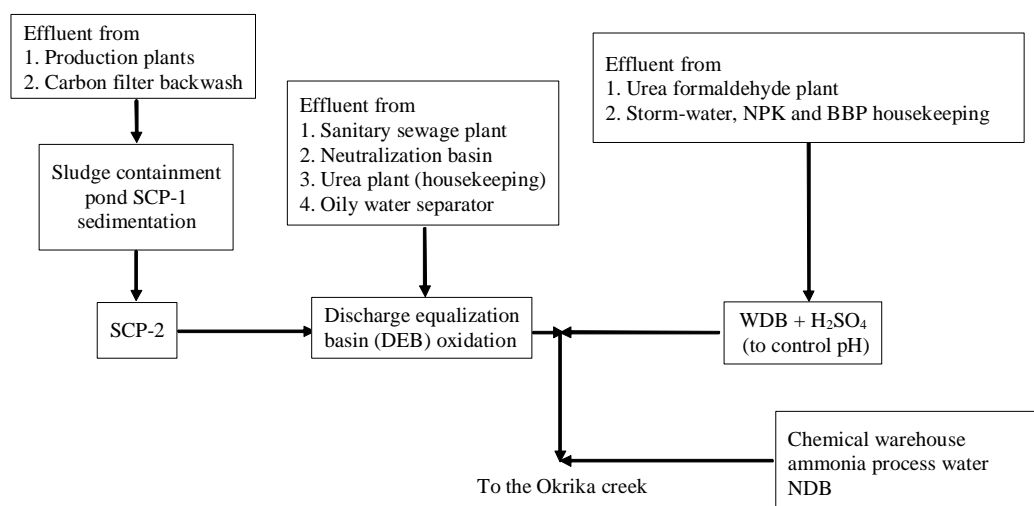 Effluent from
1. Production plants
2. Carbon filter backwash
Effluent from
1. Sanitary sewage plant
2. Neutralization basin
3. Urea plant (housekeeping)
4. Oily water separator
Effluent from
1. Urea formaldehyde plant
2. Storm-water, NPK and BBP housekeeping
Sludge containment
pond SCP-1
sedimentation
SCP-2
Discharge equalization
basin (DEB) oxidation
WDB + H₂SO₄
(to control pH)
Chemical warehouse
ammonia process water
NDB
To the Okrika creek